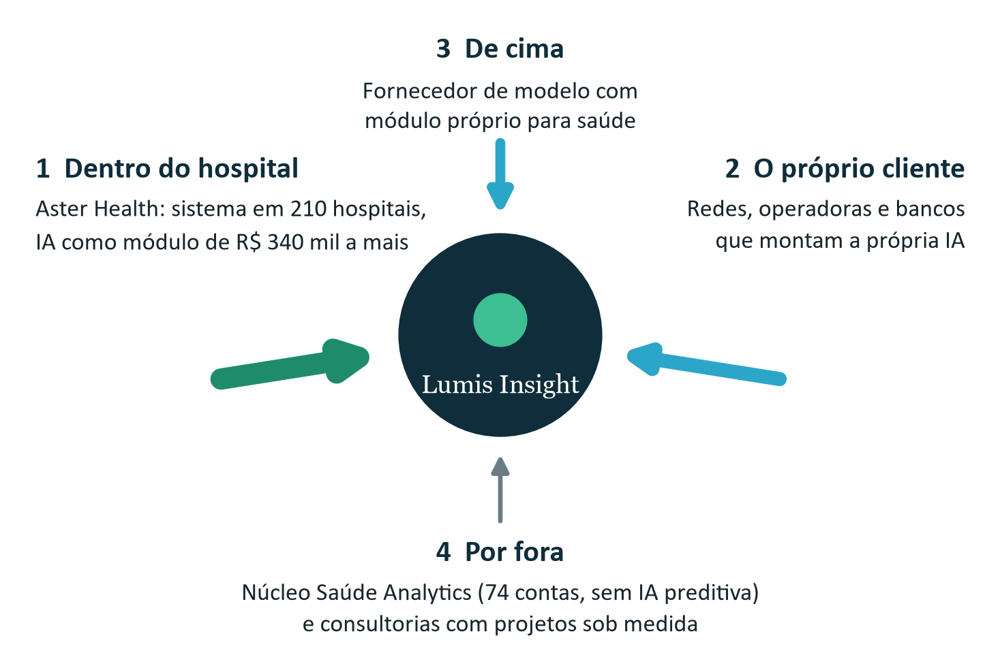 3 De cima
Fornecedor de modelo com
módulo próprio para saúde
1 Dentro do hospital
Aster Health: sistema em 210 hospitais,
IA como módulo de R$ 340 mil a mais
2 O próprio cliente
Redes, operadoras e bancos
que montam a própria IA
Lumis Insight
4 Por fora
Núcleo Saúde Analytics (74 contas, sem IA preditiva)
e consultorias com projetos sob medida